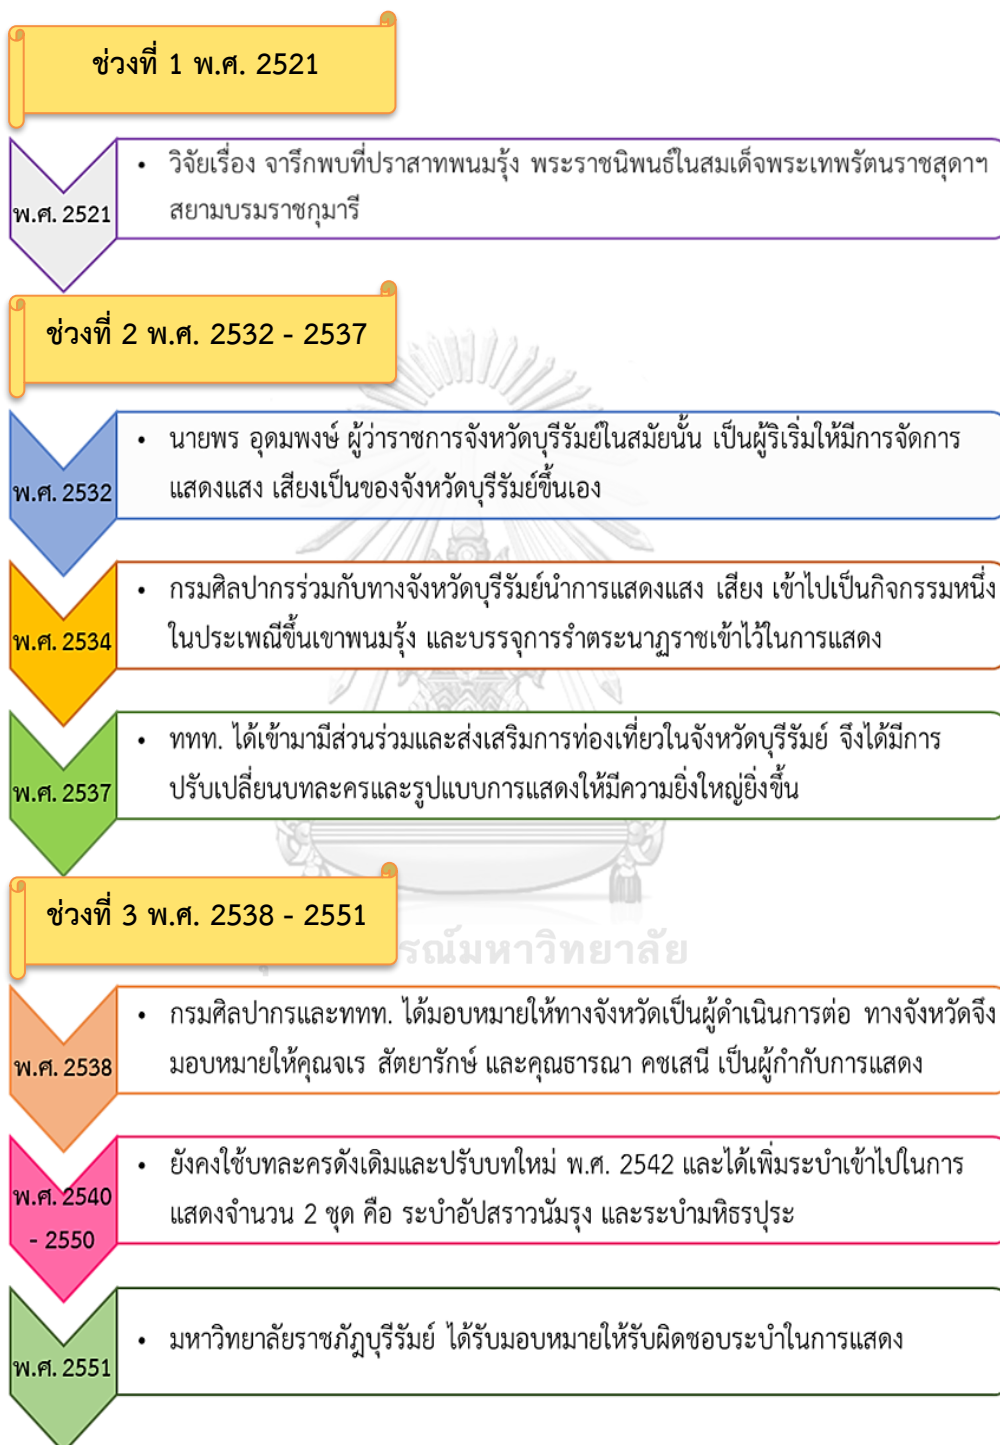 ช่วงที่ 1 พ.ศ. 2521
พ.ศ. 2521
• วิจัยเรื่อง จารึกพบที่ปราสาทพนมรุ้ง พระราชนิพนธ์ในสมเด็จพระเทพรัตนราชสุดาฯ
สยามบรมราชกุมารี
ช่วงที่ 2 พ.ศ. 2532 - 2537
พ.ศ. 2532
• นายพร อุดมพงษ์ ผู้ว่าราชการจังหวัดบุรีรัมย์ในสมัยนั้น เป็นผู้ริเริ่มให้มีการจัดการ
แสดงแสง เสียงเป็นของจังหวัดบุรีรัมย์ขึ้นเอง
พ.ศ. 2534
• กรมศิลปากรร่วมกับทางจังหวัดบุรีรัมย์นำการแสดงแสง เสียง เข้าไปเป็นกิจกรรมหนึ่ง
ในประเพณีขึ้นเขาพนมรุ้ง และบรรจุการรำตระนาฏราชเข้าไว้ในการแสดง
พ.ศ. 2537
• ททท. ได้เข้ามามีส่วนร่วมและส่งเสริมการท่องเที่ยวในจังหวัดบุรีรัมย์ จึงได้มีการ
ปรับเปลี่ยนบทละครและรูปแบบการแสดงให้มีความยิ่งใหญ่ยิ่งขึ้น
ช่วงที่ 3 พ.ศ. 2538 - 2551
รณ์มหาวิทยาลัย
พ.ศ. 2538
• กรมศิลปากรและททท. ได้มอบหมายให้ทางจังหวัดเป็นผู้ดำเนินการต่อ ทางจังหวัดจึง
มอบหมายให้คุณจเร สัตยารักษ์ และคุณธารณา คชเสนี เป็นผู้กำกับการแสดง
พ.ศ. 2540
- 2550
• ยังคงใช้บทละครดังเดิมและปรับบทใหม่ พ.ศ. 2542 และได้เพิ่มระบำเข้าไปในการ
แสดงจำนวน 2 ชุด คือ ระบำอัปสราวนัมรุง และระบำมหิธรปุระ
พ.ศ. 2551
• มหาวิทยาลัยราชภัฏบุรีรัมย์ ได้รับมอบหมายให้รับผิดชอบระบำในการแสดง